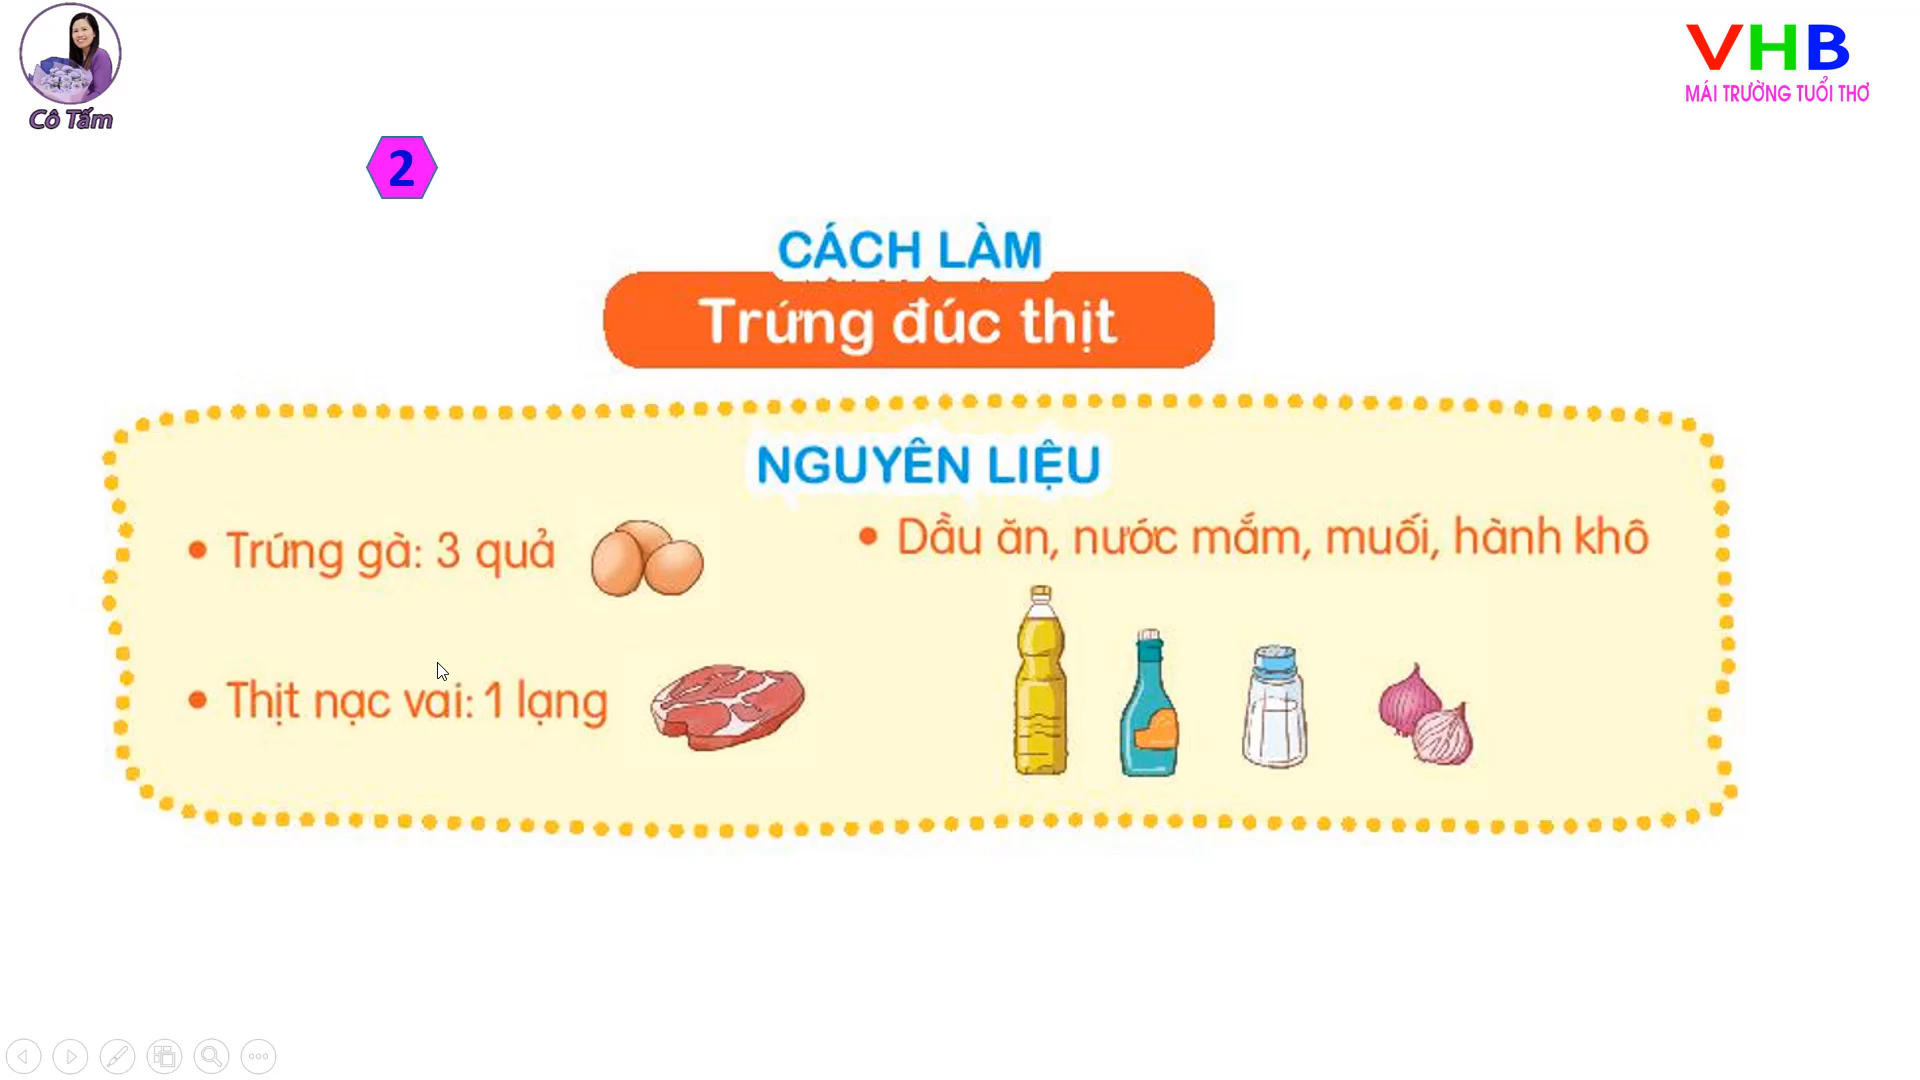 Cô Tấm
VHB
MÁI TRƯỜNG TUỔI THƠ
2
CÁCH LÀM
Trứng đúc thịt
NGUYÊN LIỆU
• Trứng gà: 3 quả
• Thịt nạc vai: 1 lạng
• Dầu ăn, nước mắm, muối, hành khô